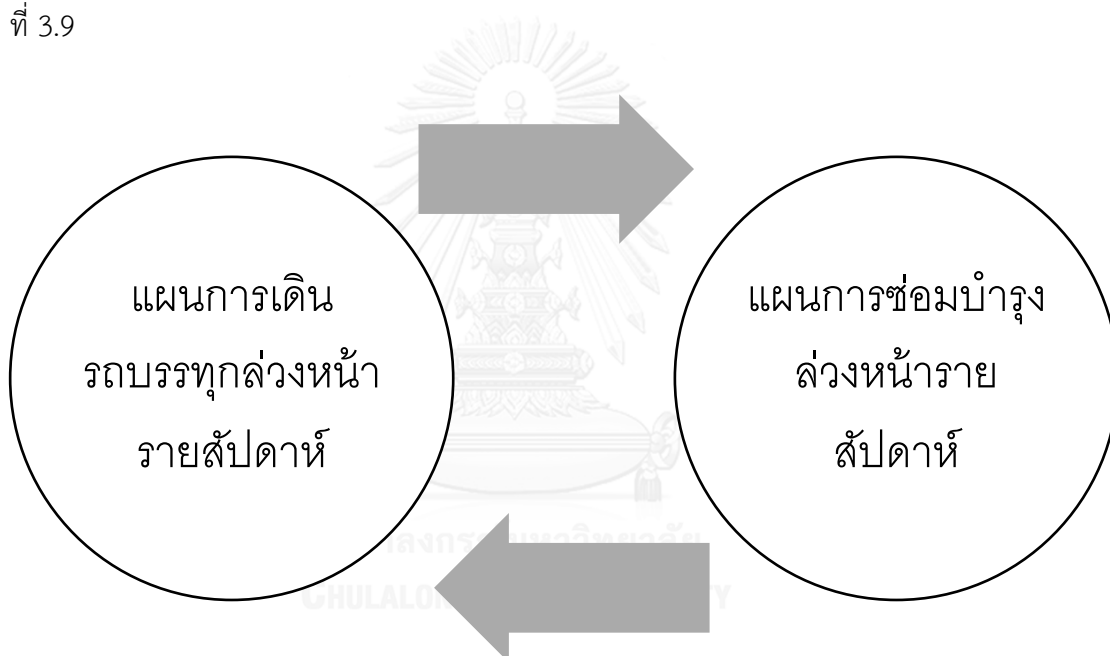 ที่ 3.9
แผนการเดิน
รถบรรทุกล่วงหน้า
รายสัปดาห์
แผนการซ่อมบำรุง
ล่วงหน้าราย
สัปดาห์